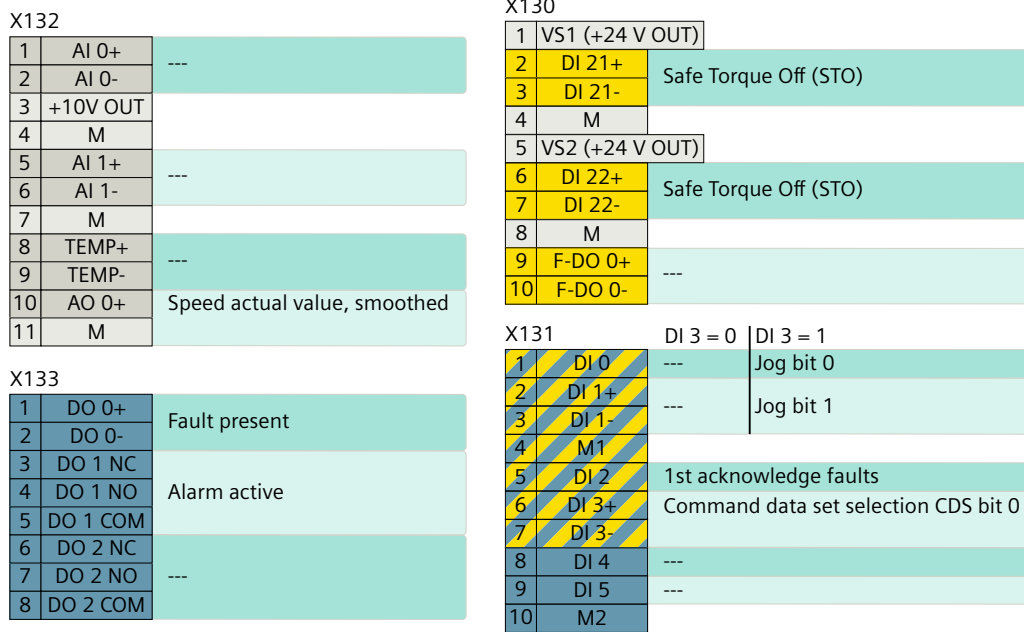 X132
1 AI 0+ ---
2 AI 0-
3 +10V OUT
4 M
5 AI 1+ ---
6 AI 1-
7 M
8 TEMP+ ---
9 TEMP-
10 AO 0+ Speed actual value, smoothed
11 M
X133
1 DO 0+ Fault present
2 DO 0-
3 DO 1 NC
4 DO 1 NO Alarm active
5 DO 1 COM
6 DO 2 NC
7 DO 2 NO ---
8 DO 2 COM
X130
1 VS1 (+24 V OUT)
2 DI 21+ Safe Torque Off (STO)
3 DI 21-
4 M
5 VS2 (+24 V OUT)
6 DI 22+ Safe Torque Off (STO)
7 DI 22-
8 M
9 F-DO 0+ ---
10 F-DO 0-
X131 DI 3 = 0 DI 3 = 1
1 DI 0 --- Jog bit 0
2 DI 1+ --- Jog bit 1
3 DI 1-
4 M1
5 DI 2 1st acknowledge faults
6 DI 3+ Command data set selection CDS bit 0
7 DI 3-
8 DI 4 ---
9 DI 5 ---
10 M2